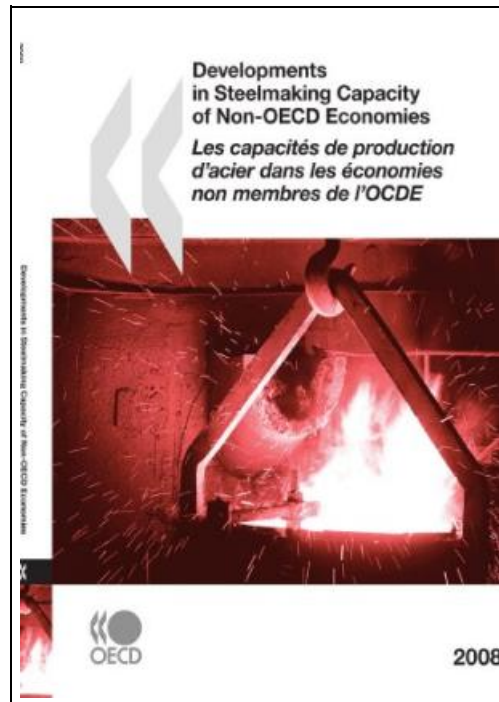 Developments
in Steelmaking Capacity
of Non-OECD Economies
Les capacités de production
d'acier dans les économies
non membres de l'OCDE
Developments in Steelmaking Capacity of Non-OECD Economies
OECD
2008